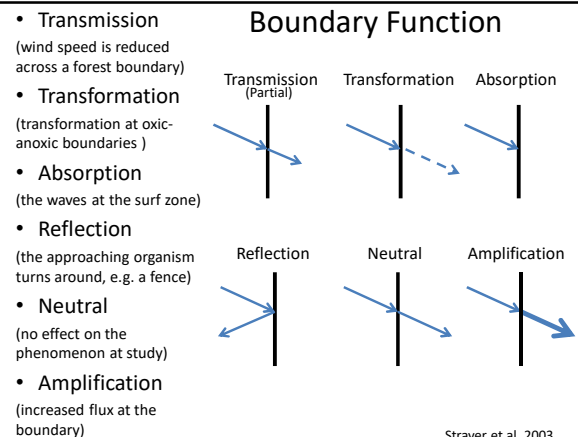 Boundary Function
• Transmission
(wind speed is reduced
across a forest boundary)
• Transformation
(transformation at oxic-
anoxic boundaries )
• Absorption
(the waves at the surf zone)
• Reflection
(the approaching organism
turns around, e.g. a fence)
• Neutral
(no effect on the
phenomenon at study)
• Amplification
(increased flux at the
boundary)
Transmission
(Partial)
Transformation
Absorption
Reflection
Neutral
Amplification
Strayer et al. 2003